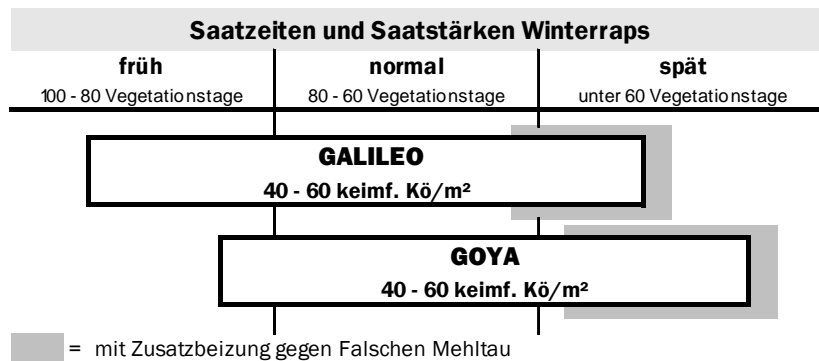 Saatzeiten und Saatstärken Winterraps
früh normal spät
100 - 80 Vegetationstage 80 - 60 Vegetationstage unter 60 Vegetationstage
GALILEO
40 - 60 keimf. Kö/m²
GOYA
40 - 60 keimf. Kö/m²
= mit Zusatzbeizung gegen Falschen Mehltau